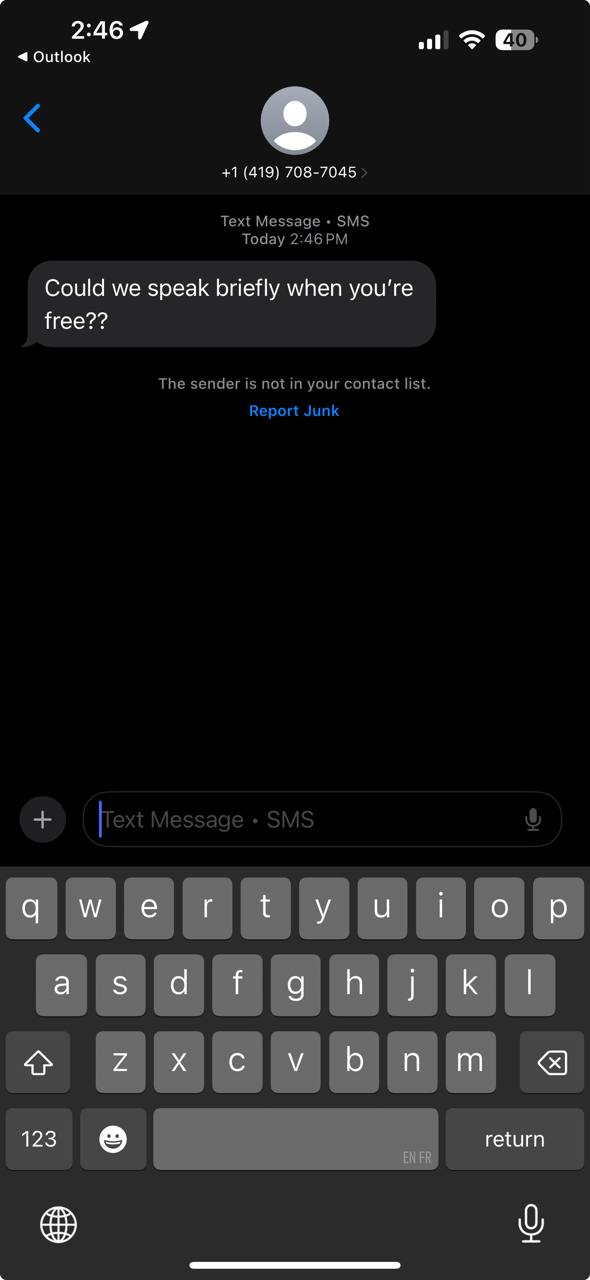 2:46
40
◀ Outlook
+1 (419) 708-7045
Text Message • SMS
Today 2:46 PM
Could we speak briefly when you're
free??
The sender is not in your contact list.
Report Junk
Text Message • SMS
q w e r t y u i o p
a s d f g h j k l
z x c v b n m
123
EN FR
return